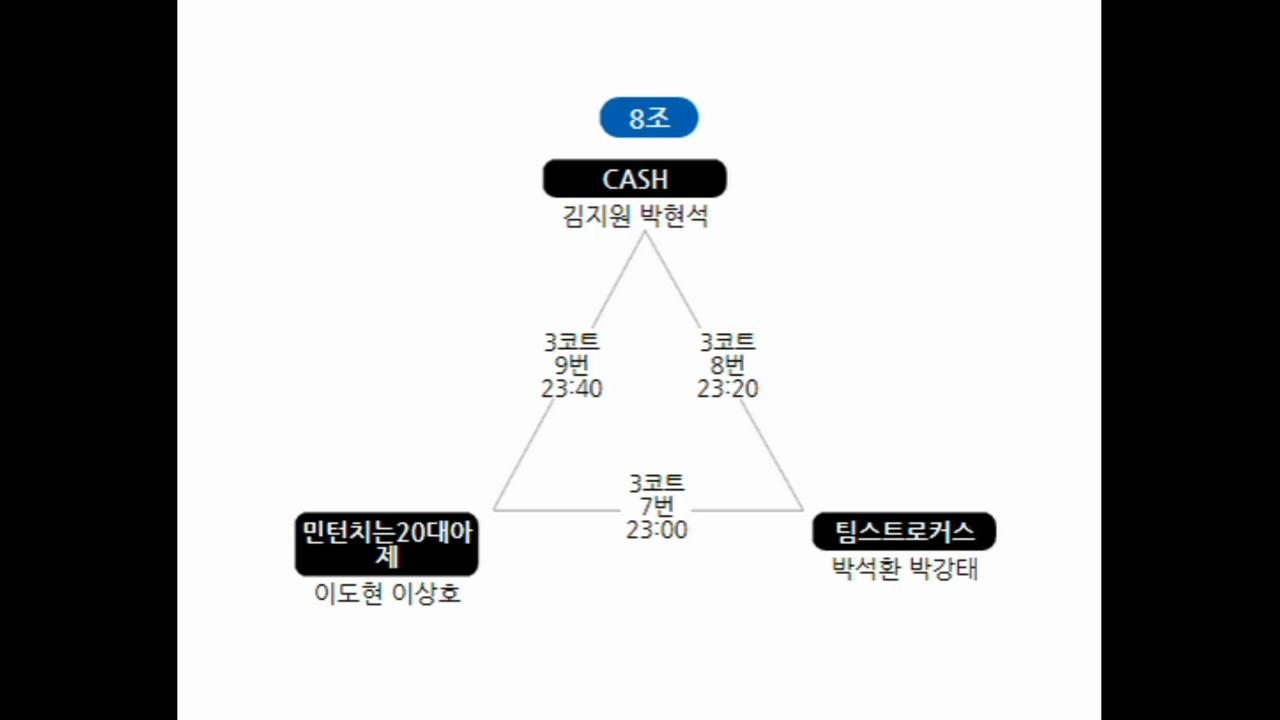 8조
CASH
김지원 박현석
3코트
9번
23:40
3코트
8번
23:20
3코트
7번
23:00
민턴치는20대아
제
이도현 이상호
팀스트로커스
박석환 박강태